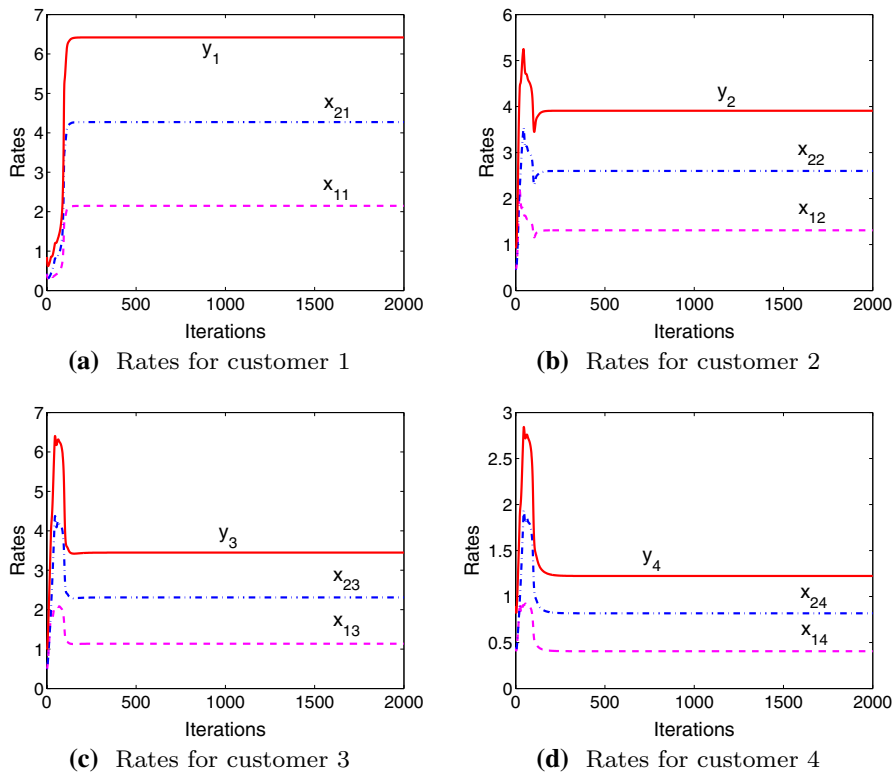 7
6
5
4
3
2
1
0
Rates
y1
x21
x11
0 500 1000 1500 2000
Iterations
(a) Rates for customer 1
6
5
4
3
2
1
0
Rates
y2
x22
x12
0 500 1000 1500 2000
Iterations
(b) Rates for customer 2
7
6
5
4
3
2
1
0
Rates
y3
x23
x13
0 500 1000 1500 2000
Iterations
(c) Rates for customer 3
3
2.5
2
1.5
1
0.5
0
Rates
y4
x24
x14
0 500 1000 1500 2000
Iterations
(d) Rates for customer 4